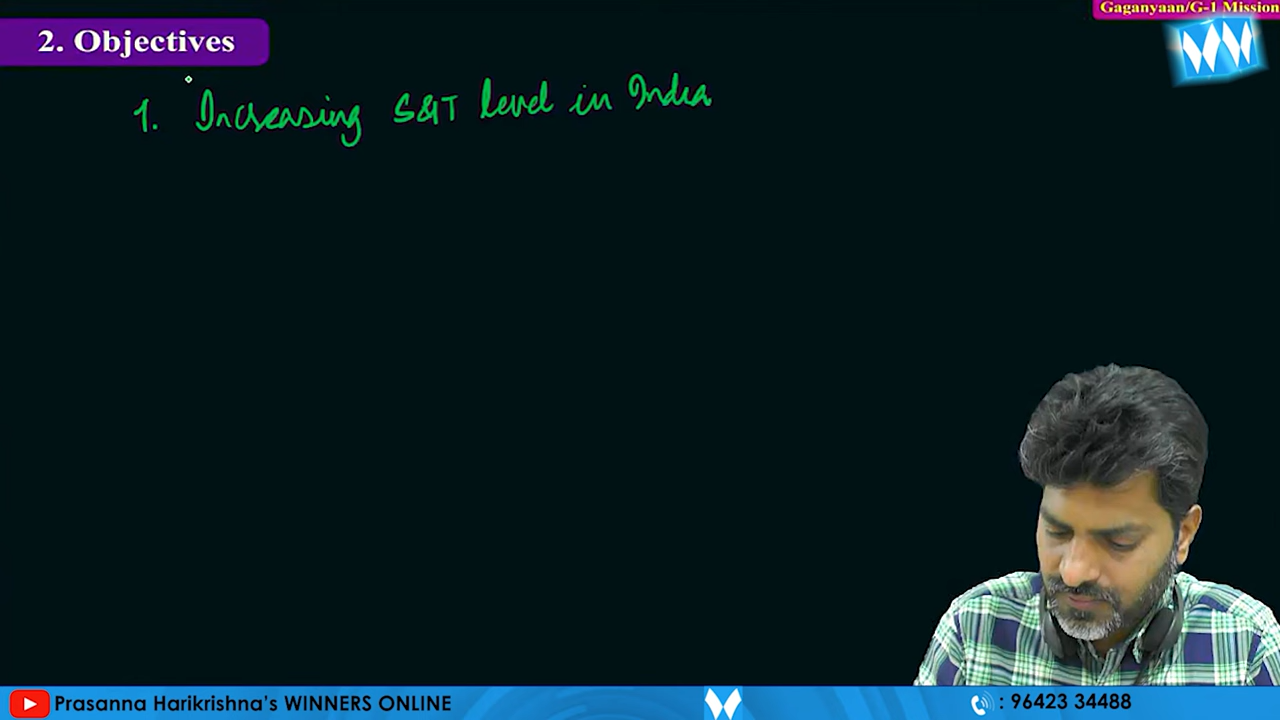 Gaganyaan/G-1 Mission
2. Objectives
1. Increasing S&T level in India
Prasanna Harikrishna's WINNERS ONLINE
: 96423 34488